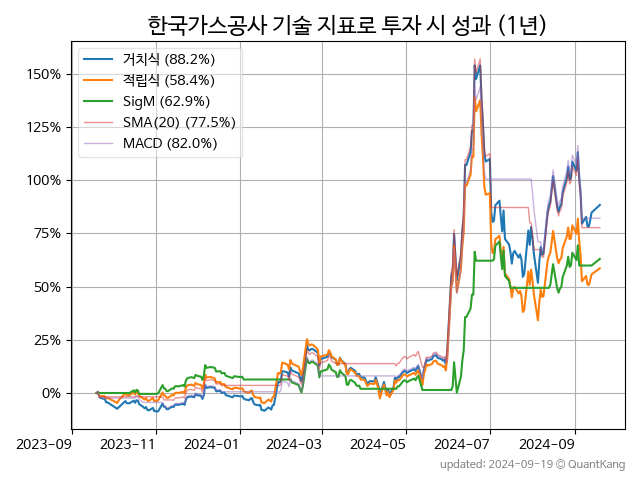 한국가스공사 기술 지표로 투자 시 성과 (1년)
거치식 (88.2%)
적립식 (58.4%)
SigM (62.9%)
SMA(20) (77.5%)
MACD (82.0%)
150%
125%
100%
75%
50%
25%
0%
2023-09 2023-11 2024-01 2024-03 2024-05 2024-07 2024-09
updated: 2024-09-19 © QuantKang